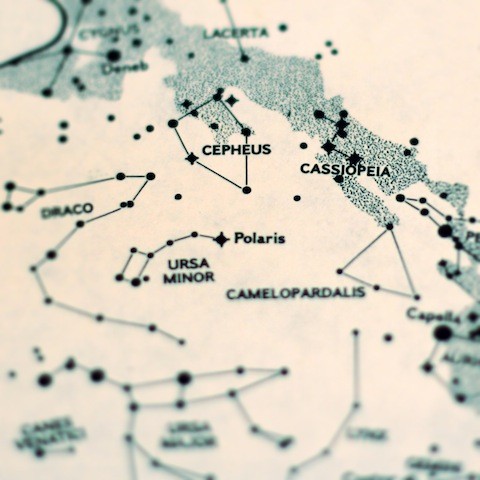 CYGNUS
LACERTA
Deneb
CEPHEUS
CASSIOPEIA
DRACO
Polaris
URSA
MINOR
CAMELOPARDALIS
Capella
CANES
VENATICI
URSA
MAJOR
LYNX